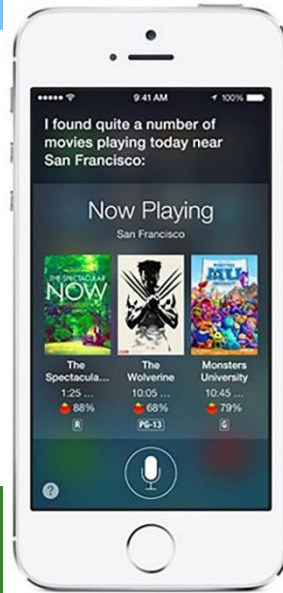 9:41 AM 100%
I found quite a number of
movies playing today near
San Francisco:
Now Playing
San Francisco
THE SPECTACULAR
NOW
MONSTERS
MU
UNIVERSITY
The
Spectacula...
The
Wolverine
Monsters
University
1:25 ...
10:05 ...
10:45 ...
88%
68%
79%
R
PG-13
G
?